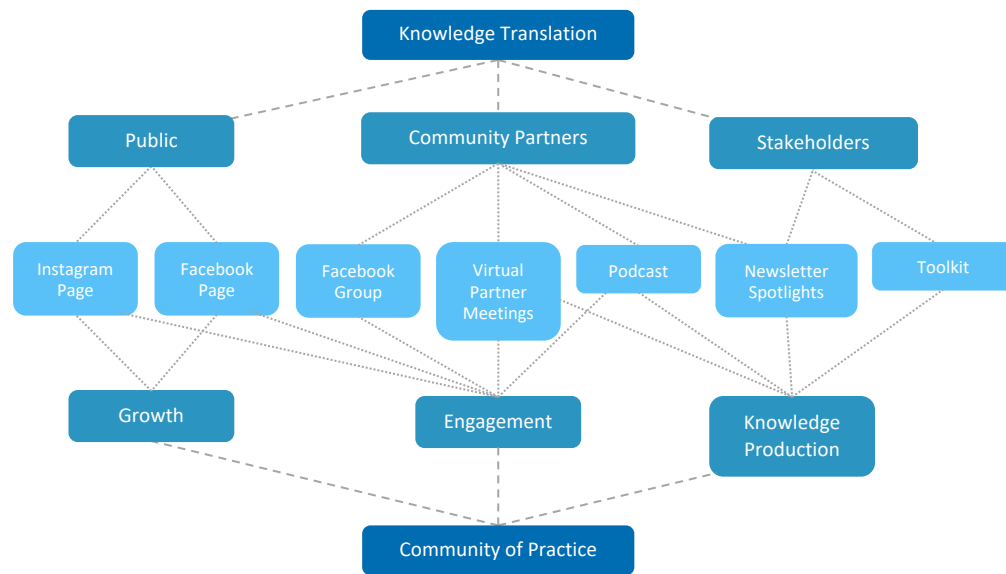 Knowledge Translation
Public
Community Partners
Stakeholders
Instagram
Page
Facebook
Page
Facebook
Group
Virtual
Partner
Meetings
Podcast
Newsletter
Spotlights
Toolkit
Growth
Engagement
Knowledge
Production
Community of Practice